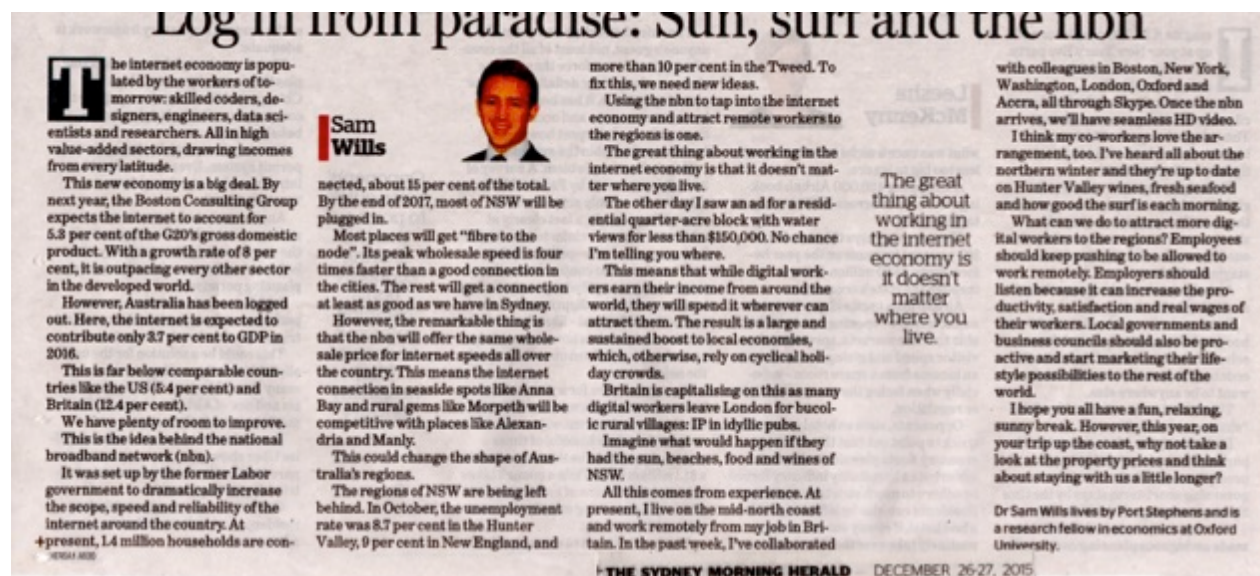 Log in from paradise: Sun, surf and the nbn
The internet economy is popu-
lated by the workers of to-
morrow: skilled coders, de-
signers, engineers, data sci-
entists and researchers. All in high
value-added sectors, drawing incomes
from every latitude.
This new economy is a big deal. By
next year, the Boston Consulting Group
expects the internet to account for
5.3 per cent of the G20's gross domestic
product. With a growth rate of 8 per
cent, it is outpacing every other sector
in the developed world.
However, Australia has been logged
out. Here, the internet is expected to
contribute only 3.7 per cent to GDP in
2016.
This is far below comparable coun-
tries like the US (5.4 per cent) and
Britain (12.4 per cent).
We have plenty of room to improve.
This is the idea behind the national
broadband network (nbn).
It was set up by the former Labor
government to dramatically increase
the scope, speed and reliability of the
internet around the country. At
present, 1.4 million households are con-
Sam
Wills
nected, about 15 per cent of the total.
By the end of 2017, most of NSW will be
plugged in.
Most places will get "fibre to the
node". Its peak wholesale speed is four
times faster than a good connection in
the cities. The rest will get a connection
at least as good as we have in Sydney.
However, the remarkable thing is
that the nbn will offer the same whole-
sale price for internet speeds all over
the country. This means the internet
connection in seaside spots like Anna
Bay and rural gems like Morpeth will be
competitive with places like Alexan-
dria and Manly.
This could change the shape of Aus-
tralia's regions.
The regions of NSW are being left
behind. In October, the unemployment
rate was 8.7 per cent in the Hunter
Valley, 9 per cent in New England, and
more than 10 per cent in the Tweed. To
fix this, we need new ideas.
Using the nbn to tap into the internet
economy and attract remote workers to
the regions is one.
The great thing about working in the
internet economy is that it doesn't mat-
ter where you live.
The other day I saw an ad for a resid-
ential quarter-acre block with water
views for less than $150,000. No chance
I'm telling you where.
This means that while digital work-
ers earn their income from around the
world, they will spend it wherever can
attract them. The result is a large and
sustained boost to local economies,
which, otherwise, rely on cyclical holi-
day crowds.
Britain is capitalising on this as many
digital workers leave London for bucol-
ic rural villages: IP in idyllic pubs.
Imagine what would happen if they
had the sun, beaches, food and wines of
NSW.
All this comes from experience. At
present, I live on the mid-north coast
and work remotely from my job in Bri-
tain. In the past week, I've collaborated
The great
thing about
working in
the internet
economy is
it doesn't
matter
where you
live.
with colleagues in Boston, New York,
Washington, London, Oxford and
Accra, all through Skype. Once the nbn
arrives, we'll have seamless HD video.
I think my co-workers love the ar-
rangement, too. I've heard all about the
northern winter and they're up to date
on Hunter Valley wines, fresh seafood
and how good the surf is each morning.
What can we do to attract more dig-
ital workers to the regions? Employees
should keep pushing to be allowed to
work remotely. Employers should
listen because it can increase the pro-
ductivity, satisfaction and real wages of
their workers. Local governments and
business councils should also be pro-
active and start marketing their life-
style possibilities to the rest of the
world.
I hope you all have a fun, relaxing,
sunny break. However, this year, on
your trip up the coast, why not take a
look at the property prices and think
about staying with us a little longer?
Dr Sam Wills lives by Port Stephens and is
a research fellow in economics at Oxford
University.
THE SYDNEY MORNING HERALD DECEMBER 26-27, 2015